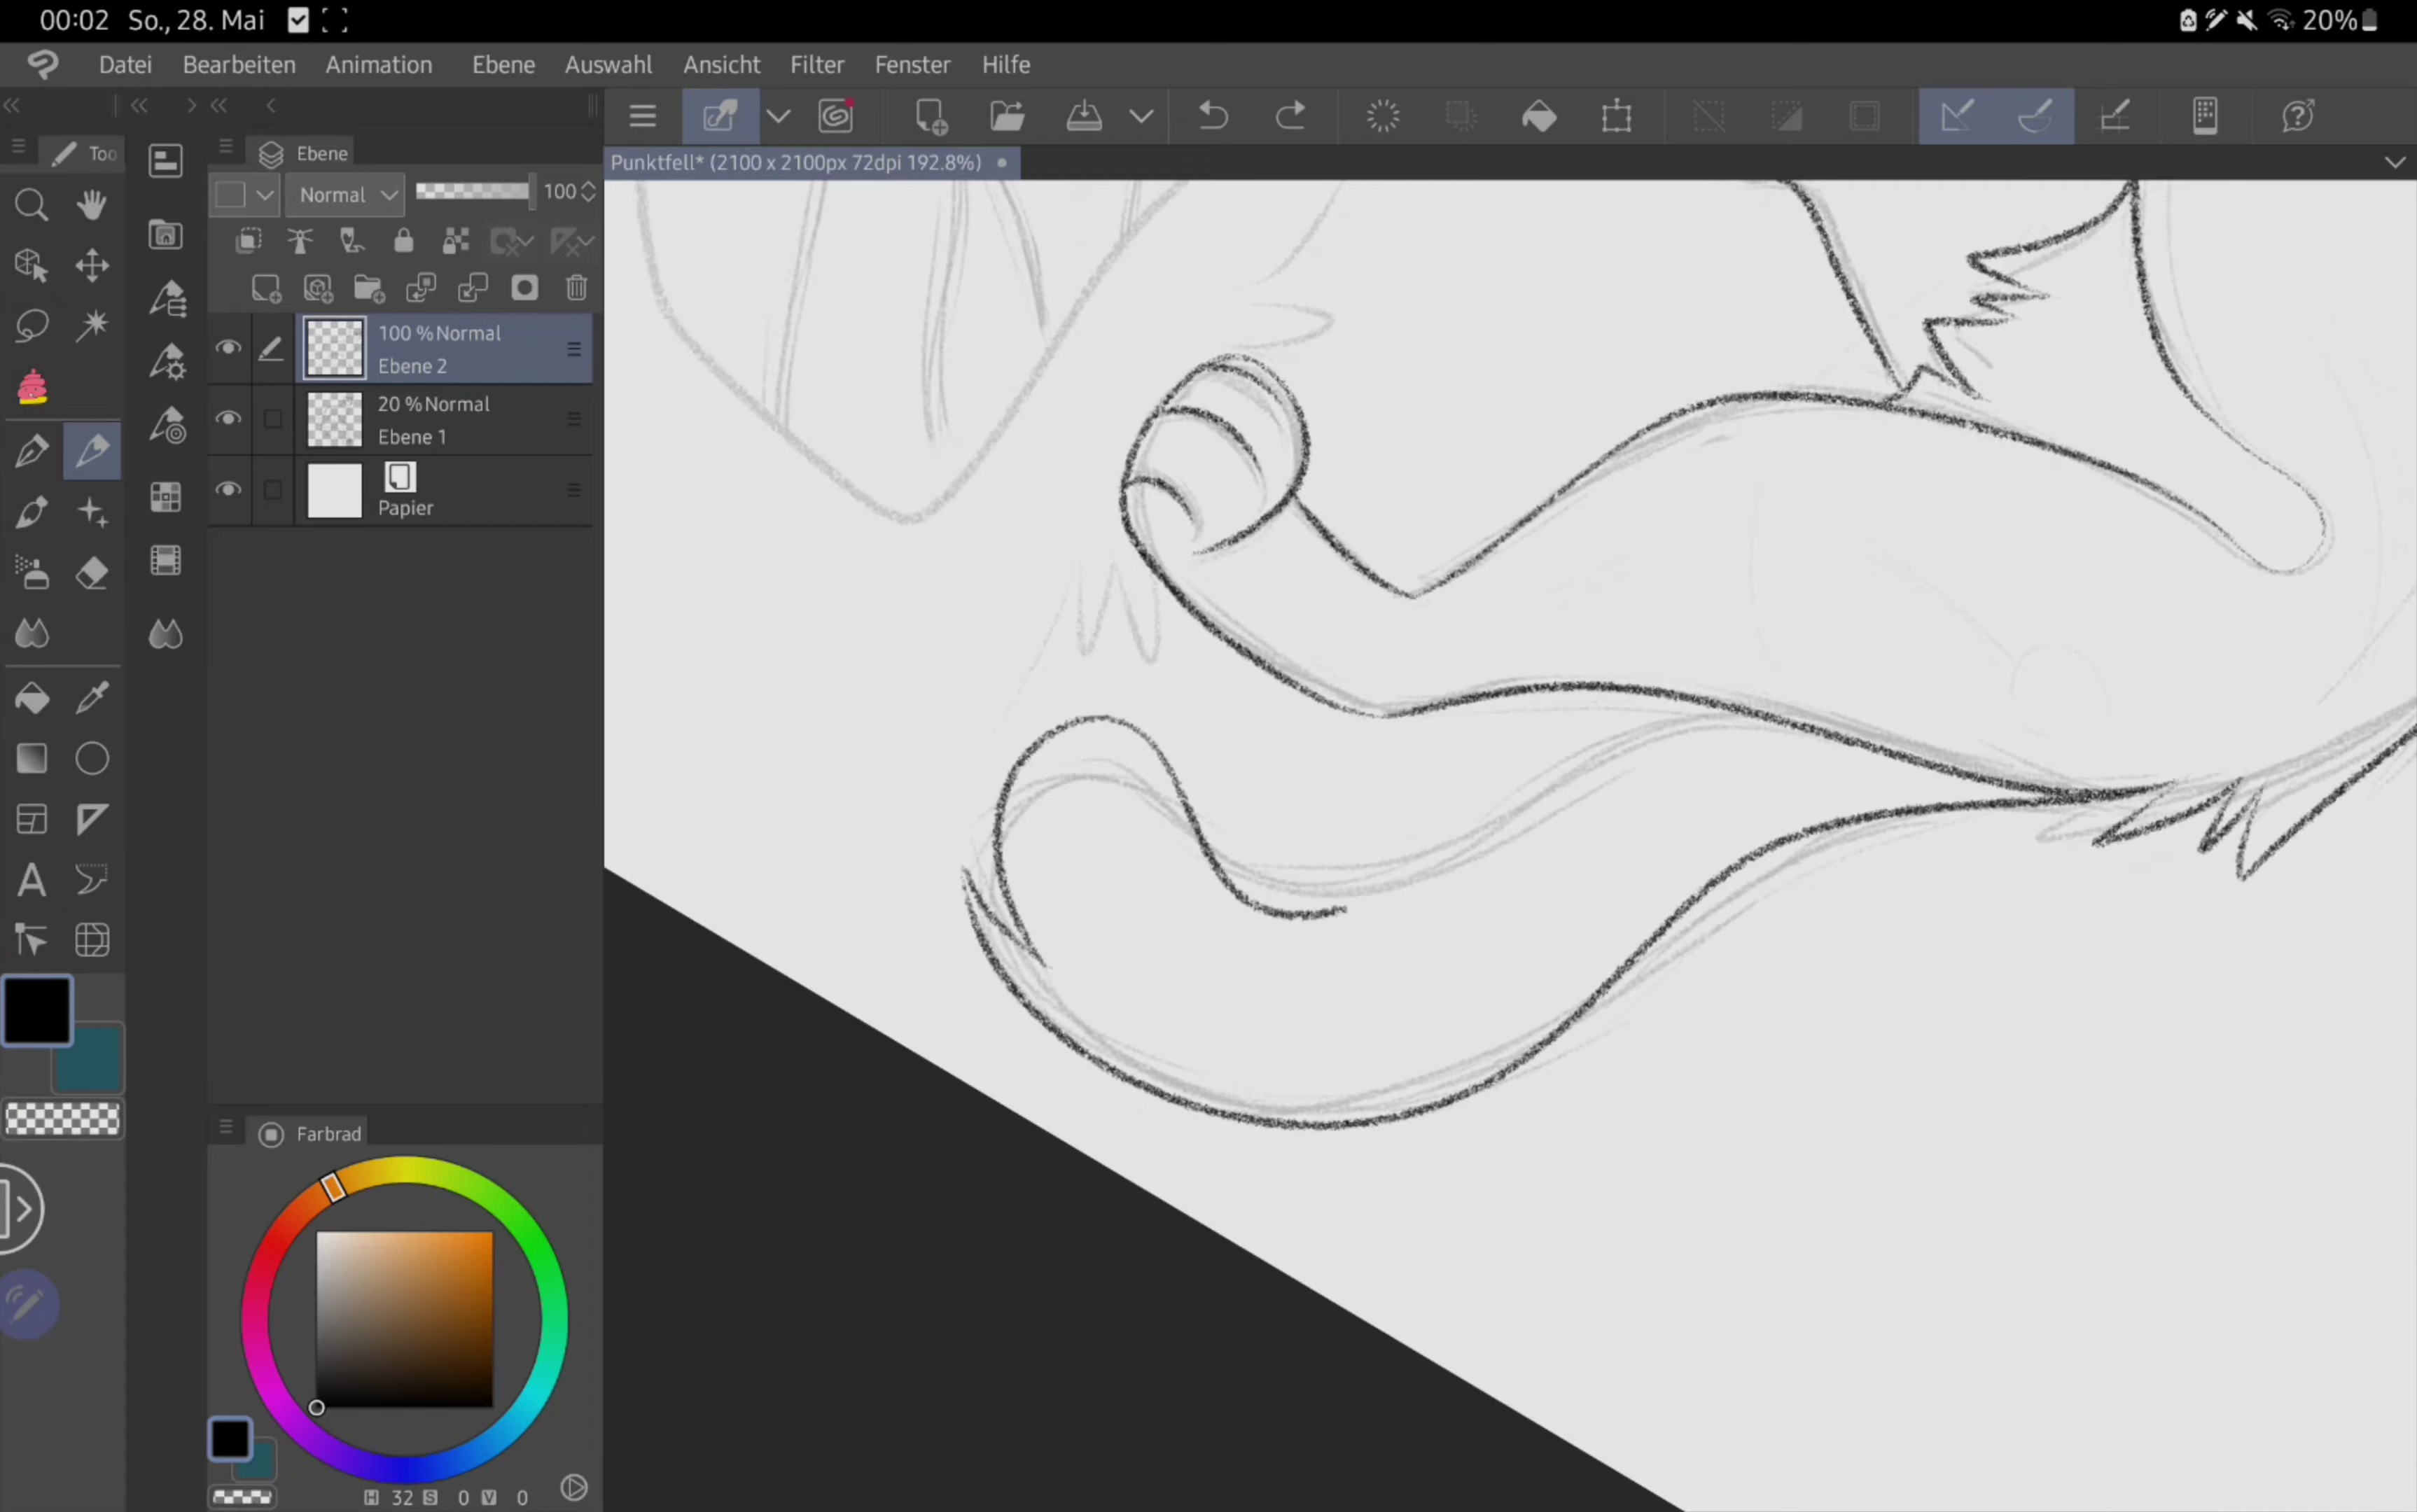 00:02 So., 28. Mai 20%
Datei Bearbeiten Animation Ebene Auswahl Ansicht Filter Fenster Hilfe
Too
Ebene
Punktfell* (2100 x 2100px 72dpi 192.8%)
Normal 100
100 % Normal
Ebene 2
20 % Normal
Ebene 1
Papier
A
Farbrad
H 32 S 0 V 0